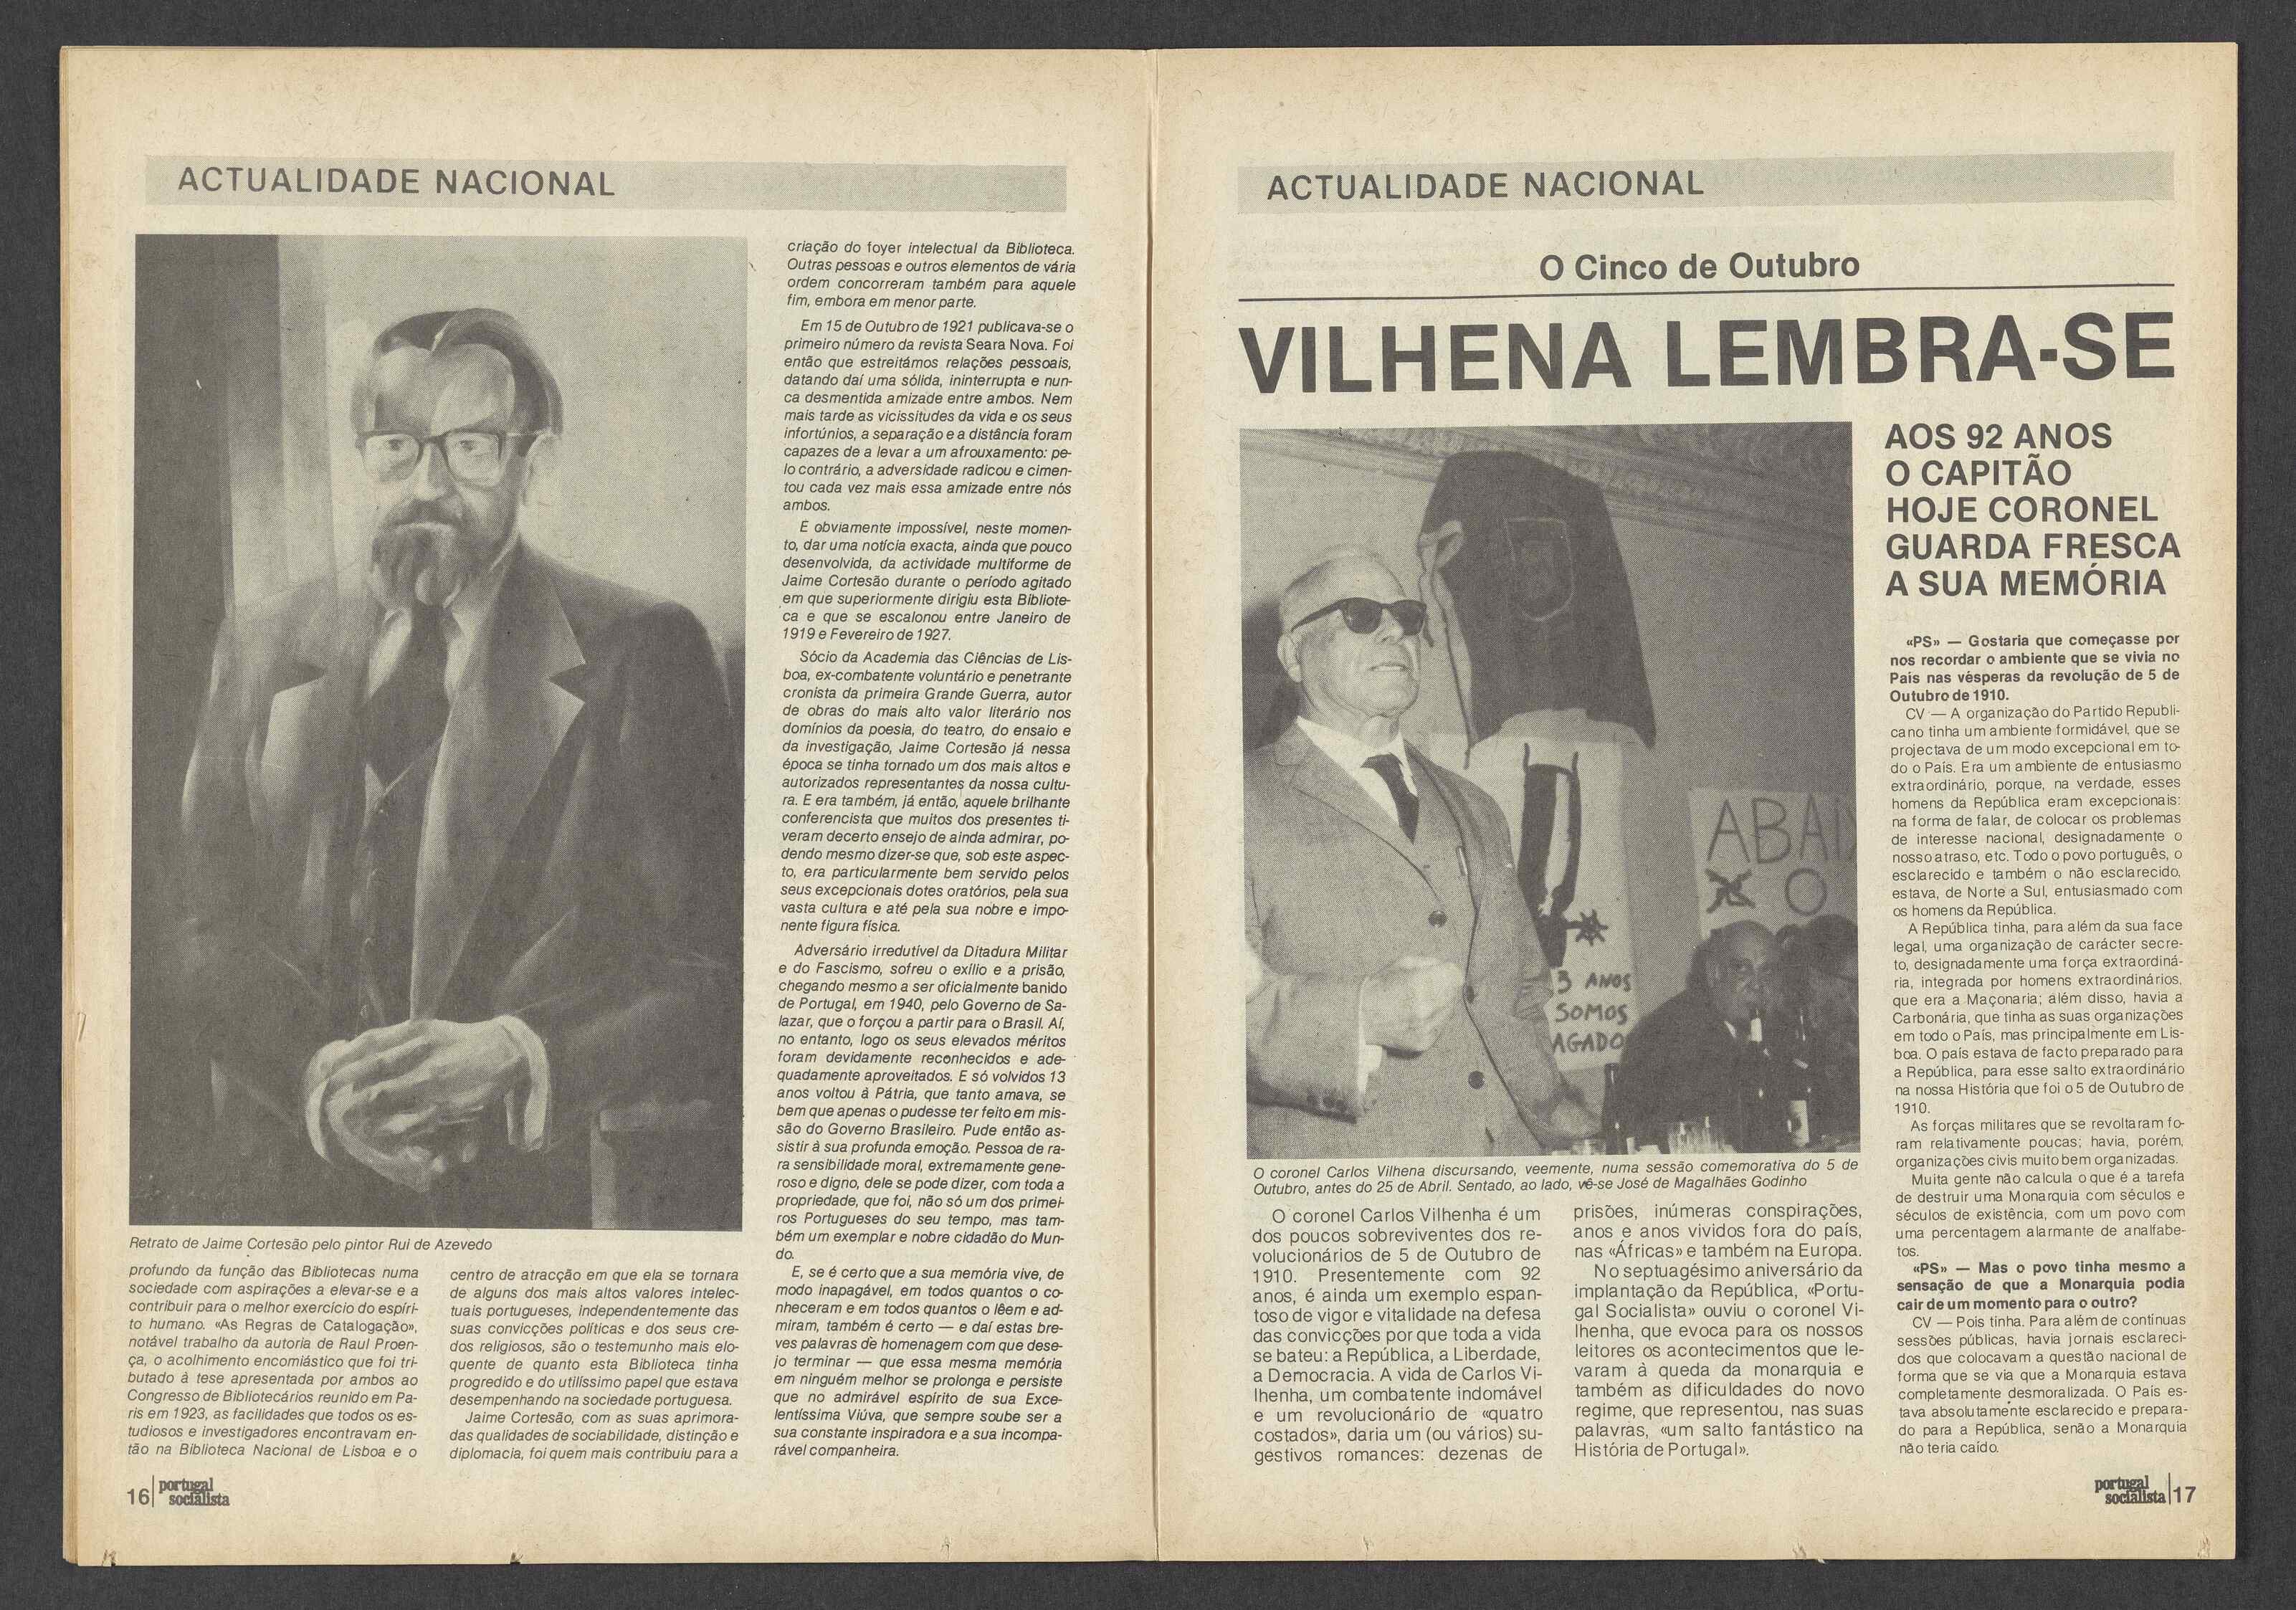 ACTUALIDADE NACIONAL
Retrato de Jaime Cortesão pelo pintor Rui de Azevedo
profundo da função das Bibliotecas numa
sociedade com aspirações a elevar-se e a
contribuir para o melhor exercício do espíri-
to humano. «As Regras de Catalogação»,
notável trabalho da autoria de Raul Proen-
ça, o acolhimento encomiástico que foi tri-
butado à tese apresentada por ambos ao
Congresso de Bibliotecários reunido em Pa-
ris em 1923, as facilidades que todos os es-
tudiosos e investigadores encontravam en-
tão na Biblioteca Nacional de Lisboa e o
centro de atracção em que ela se tornara
de alguns dos mais altos valores intelec-
tuais portugueses, independentemente das
suas convicções políticas e dos seus cre-
dos religiosos, são o testemunho mais elo-
quente de quanto esta Biblioteca tinha
progredido e do utilíssimo papel que estava
desempenhando na sociedade portuguesa.
Jaime Cortesão, com as suas aprimora-
das qualidades de sociabilidade, distinção e
diplomacia, foi quem mais contribuiu para a
criação do foyer intelectual da Biblioteca.
Outras pessoas e outros elementos de vária
ordem concorreram também para aquele
fim, embora em menor parte.
Em 15 de Outubro de 1921 publicava-se o
primeiro número da revista Seara Nova. Foi
então que estreitámos relações pessoais,
datando daí uma sólida, ininterrupta e nun-
ca desmentida amizade entre ambos. Nem
mais tarde as vicissitudes da vida e os seus
infortúnios, a separação e a distância foram
capazes de a levar a um afrouxamento: pe-
lo contrário, a adversidade radicou e cimen-
tou cada vez mais essa amizade entre nós
ambos.
E obviamente impossível, neste momen-
to, dar uma notícia exacta, ainda que pouco
desenvolvida, da actividade multiforme de
Jaime Cortesão durante o período agitado
em que superiormente dirigiu esta Bibliote-
ca e que se escalonou entre Janeiro de
1919 e Fevereiro de 1927.
Sócio da Academia das Ciências de Lis-
boa, ex-combatente voluntário e penetrante
cronista da primeira Grande Guerra, autor
de obras do mais alto valor literário nos
domínios da poesia, do teatro, do ensaio e
da investigação, Jaime Cortesão já nessa
época se tinha tornado um dos mais altos e
autorizados representantes da nossa cultu-
ra. E era também, já então, aquele brilhante
conferencista que muitos dos presentes ti-
veram decerto ensejo de ainda admirar, po-
dendo mesmo dizer-se que, sob este aspec-
to, era particularmente bem servido pelos
seus excepcionais dotes oratórios, pela sua
vasta cultura e até pela sua nobre e impo-
nente figura física.
Adversário irredutível da Ditadura Militar
e do Fascismo, sofreu o exílio e a prisão,
chegando mesmo a ser oficialmente banido
de Portugal, em 1940, pelo Governo de Sa-
lazar, que o forçou a partir para o Brasil. Aí,
no entanto, logo os seus elevados méritos
foram devidamente reconhecidos e ade-
quadamente aproveitados. E só volvidos 13
anos voltou à Pátria, que tanto amava, se
bem que apenas o pudesse ter feito em mis-
são do Governo Brasileiro. Pude então as-
sistir à sua profunda emoção. Pessoa de ra-
ra sensibilidade moral, extremamente gene-
roso e digno, dele se pode dizer, com toda a
propriedade, que foi, não só um dos primei-
ros Portugueses do seu tempo, mas tam-
bém um exemplar e nobre cidadão do Mun-
do.
E, se é certo que a sua memória vive, de
modo inapagável, em todos quantos o co-
nheceram e em todos quantos o lêem e ad-
miram, também é certo — e daí estas bre-
ves palavras de homenagem com que dese-
jo terminar — que essa mesma memória
em ninguém melhor se prolonga e persiste
que no admirável espírito de sua Exce-
lentíssima Viúva, que sempre soube ser a
sua constante inspiradora e a sua incompa-
rável companheira.
16 portugal
socialista
ACTUALIDADE NACIONAL
O Cinco de Outubro
VILHENA LEMBRA-SE
ABAI
O
3 ANOS
SOMOS
AGADO
O coronel Carlos Vilhena discursando, veemente, numa sessão comemorativa do 5 de
Outubro, antes do 25 de Abril. Sentado, ao lado, vê-se José de Magalhães Godinho
O coronel Carlos Vilhenha é um
dos poucos sobreviventes dos re-
volucionários de 5 de Outubro de
1910. Presentemente com 92
anos, é ainda um exemplo espan-
toso de vigor e vitalidade na defesa
das convicções por que toda a vida
se bateu: a República, a Liberdade,
a Democracia. A vida de Carlos Vi-
lhenha, um combatente indomável
e um revolucionário de «quatro
costados», daria um (ou vários) su-
gestivos romances: dezenas de
prisões, inúmeras conspirações,
anos e anos vividos fora do país,
nas «Áfricas» e também na Europa.
No septuagésimo aniversário da
implantação da República, «Portu-
gal Socialista» ouviu o coronel Vi-
lhenha, que evoca para os nossos
leitores os acontecimentos que le-
varam à queda da monarquia e
também as dificuldades do novo
regime, que representou, nas suas
palavras, «um salto fantástico na
História de Portugal».
AOS 92 ANOS
O CAPITÃO
HOJE CORONEL
GUARDA FRESCA
A SUA MEMÓRIA
«PS» — Gostaria que começasse por
nos recordar o ambiente que se vivia no
País nas vésperas da revolução de 5 de
Outubro de 1910.
CV — A organização do Partido Republi-
cano tinha um ambiente formidável, que se
projectava de um modo excepcional em to-
do o País. Era um ambiente de entusiasmo
extraordinário, porque, na verdade, esses
homens da República eram excepcionais:
na forma de falar, de colocar os problemas
de interesse nacional, designadamente o
nosso atraso, etc. Todo o povo português, o
esclarecido e também o não esclarecido,
estava, de Norte a Sul, entusiasmado com
os homens da República.
A República tinha, para além da sua face
legal, uma organização de carácter secre-
to, designadamente uma força extraordiná-
ria, integrada por homens extraordinários,
que era a Maçonaria; além disso, havia a
Carbonária, que tinha as suas organizações
em todo o País, mas principalmente em Lis-
boa. O país estava de facto preparado para
a República, para esse salto extraordinário
na nossa História que foi o 5 de Outubro de
1910.
As forças militares que se revoltaram fo-
ram relativamente poucas; havia, porém,
organizações civis muito bem organizadas.
Muita gente não calcula o que é a tarefa
de destruir uma Monarquia com séculos e
séculos de existência, com um povo com
uma percentagem alarmante de analfabe-
tos.
«PS» — Mas o povo tinha mesmo a
sensação de que a Monarquia podia
cair de um momento para o outro?
CV — Pois tinha. Para além de contínuas
sessões públicas, havia jornais esclareci-
dos que colocavam a questão nacional de
forma que se via que a Monarquia estava
completamente desmoralizada. O País es-
tava absolutamente esclarecido e prepara-
do para a República, senão a Monarquia
não teria caído.
portugal
socialista 17